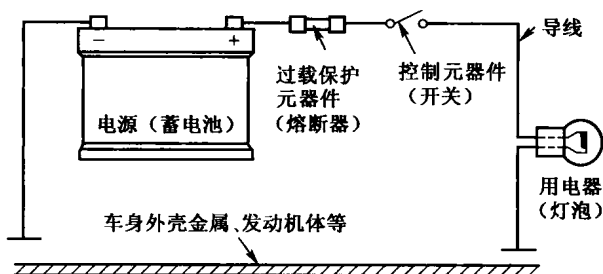 − +
导线
过载保护
元器件
(熔断器)
控制元器件
(开关)
电源(蓄电池)
用电器
(灯泡)
车身外壳金属、发动机体等